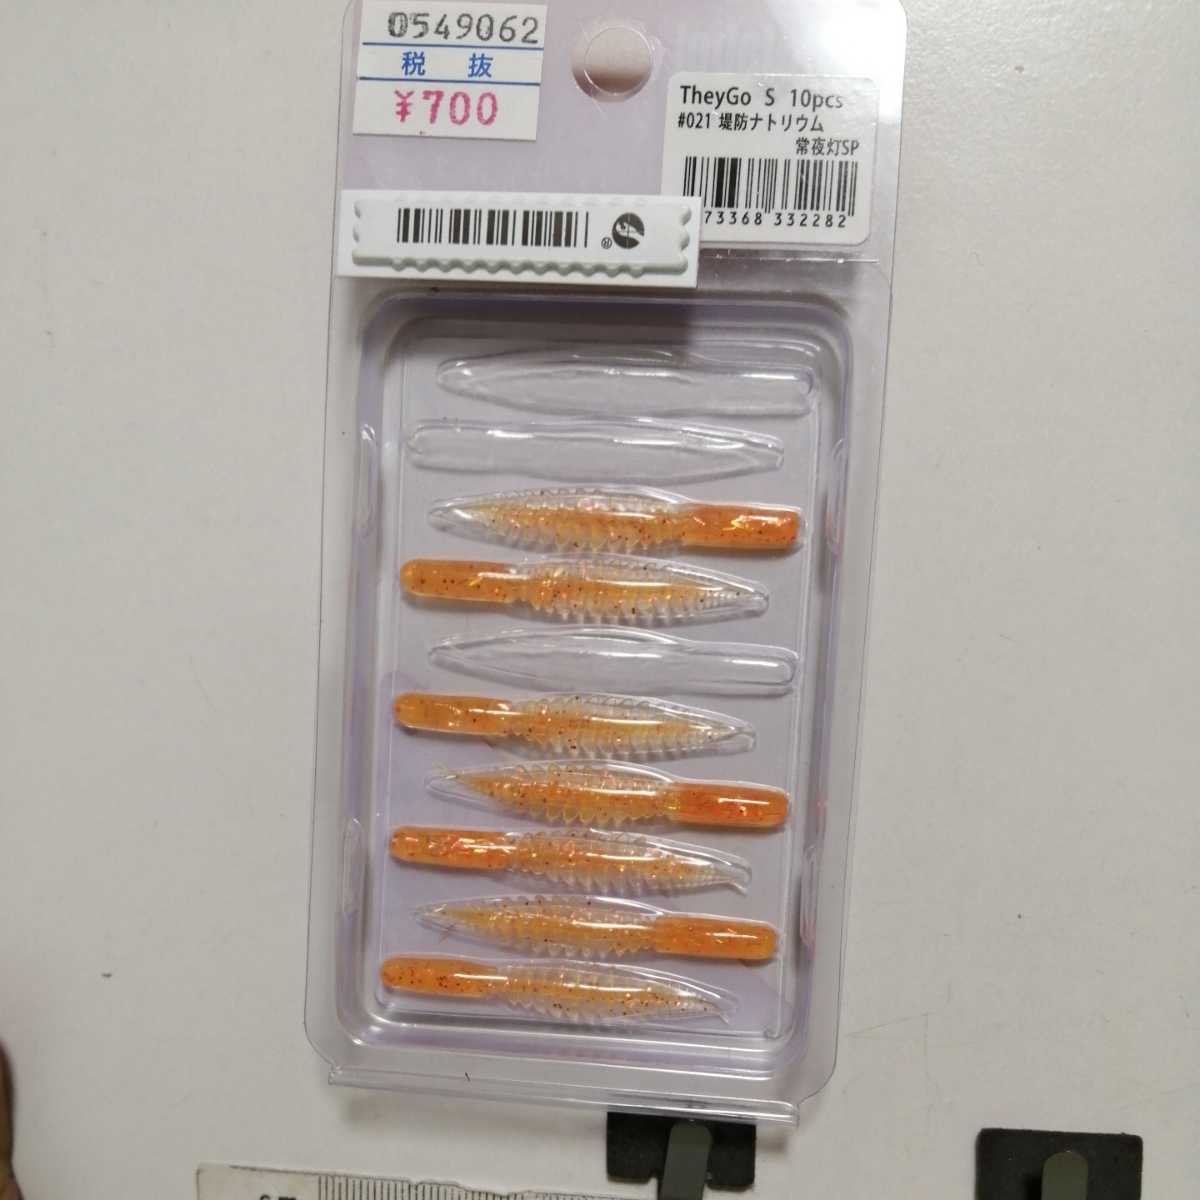 0549062
税 抜
¥700
TheyGo S 10pcs
#021 堤防ナトリウム
常夜灯SP
73368 332282